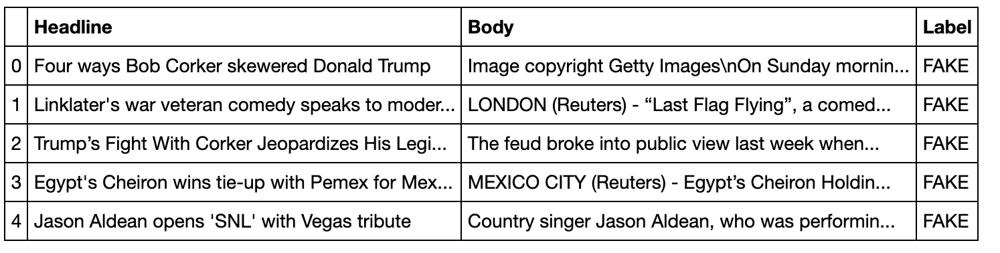 Headline Body Label
0 Four ways Bob Corker skewered Donald Trump Image copyright Getty Images\nOn Sunday mornin... FAKE
1 Linklater's war veteran comedy speaks to moder... LONDON (Reuters) - “Last Flag Flying”, a comed... FAKE
2 Trump’s Fight With Corker Jeopardizes His Legi... The feud broke into public view last week when... FAKE
3 Egypt's Cheiron wins tie-up with Pemex for Mex... MEXICO CITY (Reuters) - Egypt’s Cheiron Holdin... FAKE
4 Jason Aldean opens 'SNL' with Vegas tribute Country singer Jason Aldean, who was performin... FAKE